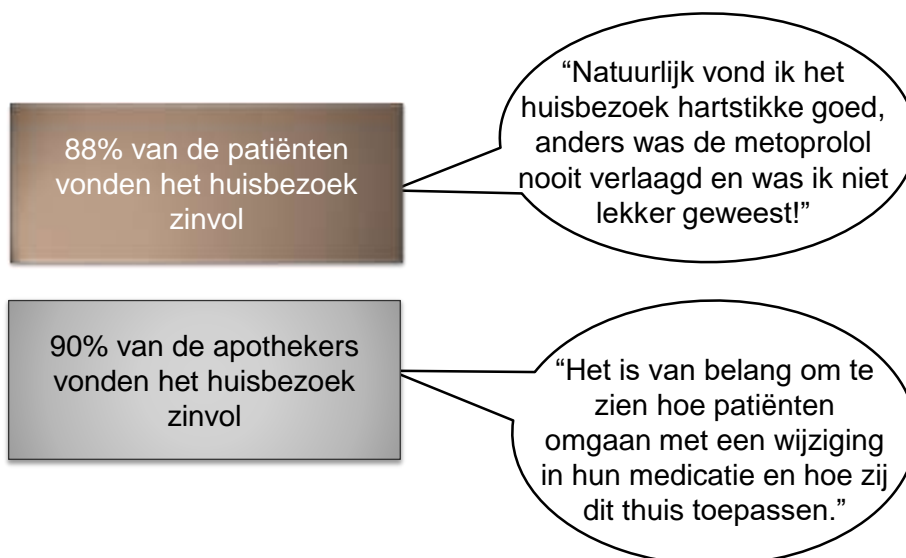 88% van de patiënten
vonden het huisbezoek
zinvol
“Natuurlijk vond ik het
huisbezoek hartstikke goed,
anders was de metoprolol
nooit verlaagd en was ik niet
lekker geweest!”
90% van de apothekers
vonden het huisbezoek
zinvol
“Het is van belang om te
zien hoe patiënten
omgaan met een wijziging
in hun medicatie en hoe zij
dit thuis toepassen.”